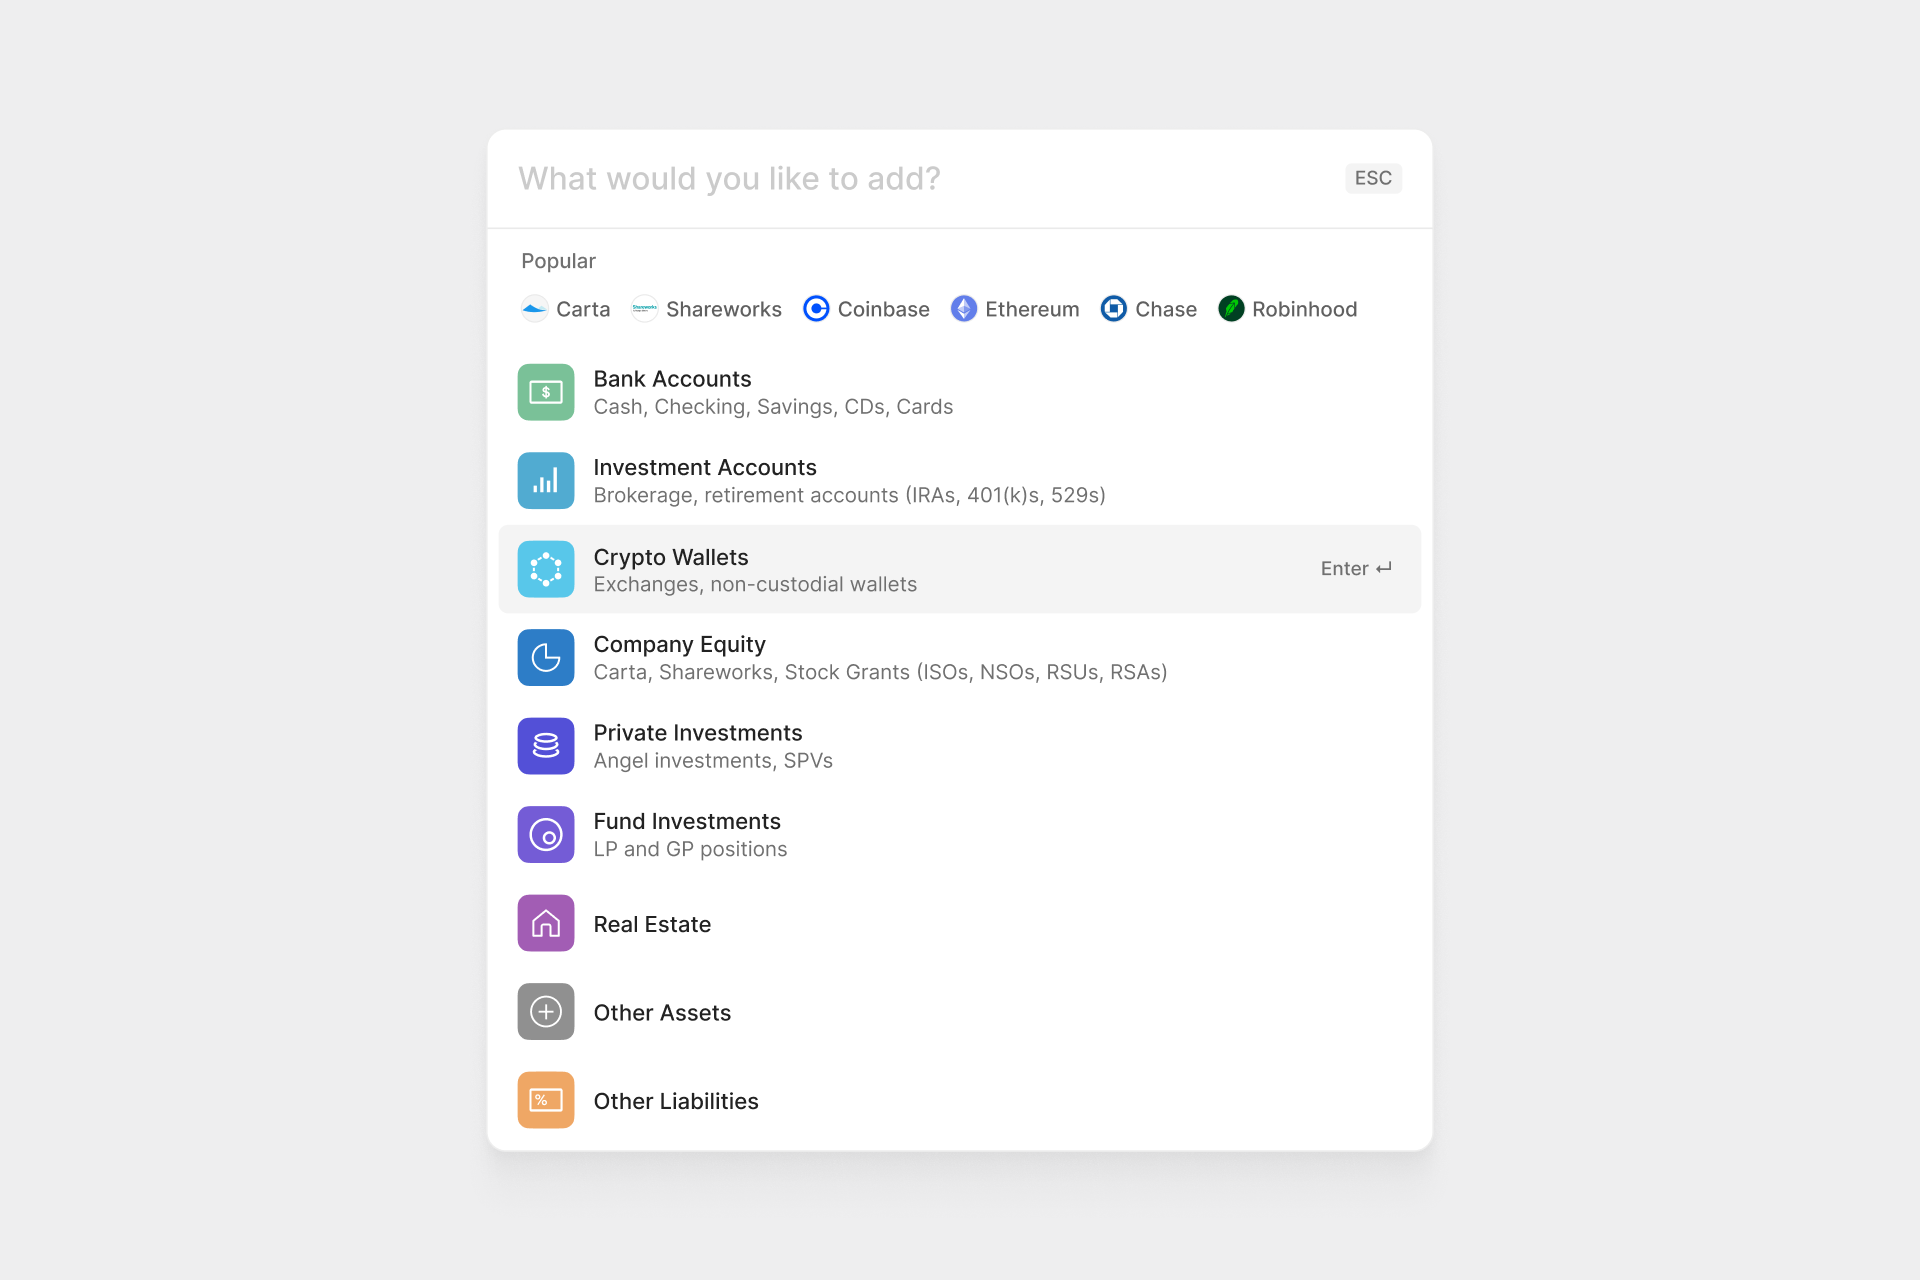 What would you like to add?
ESC
Popular
Carta Shareworks Coinbase Ethereum Chase Robinhood
$
Bank Accounts
Cash, Checking, Savings, CDs, Cards
Investment Accounts
Brokerage, retirement accounts (IRAs, 401(k)s, 529s)
Crypto Wallets
Exchanges, non-custodial wallets
Enter ↵
Company Equity
Carta, Shareworks, Stock Grants (ISOs, NSOs, RSUs, RSAs)
Private Investments
Angel investments, SPVs
Fund Investments
LP and GP positions
Real Estate
Other Assets
%
Other Liabilities